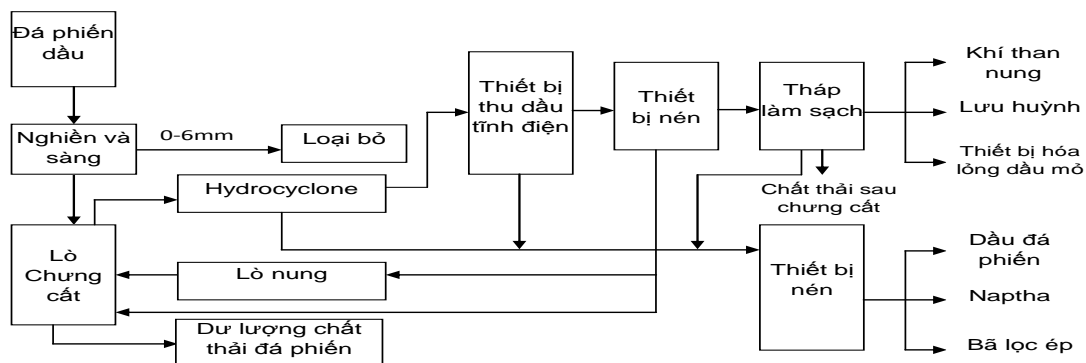 Đá phiến
dầu
Nghiền và
sàng
0-6mm
Loại bỏ
Hydrocyclone
Thiết bị
thu dầu
tĩnh điện
Thiết
bị nén
Tháp
làm sạch
Khí than
nung
Lưu huỳnh
Thiết bị hóa
lỏng dầu mỏ
Chất thải sau
chưng cất
Lò
Chưng
cất
Lò nung
Dư lượng chất
thải đá phiến
Thiết bị
nén
Dầu đá
phiến
Naptha
Bã lọc ép